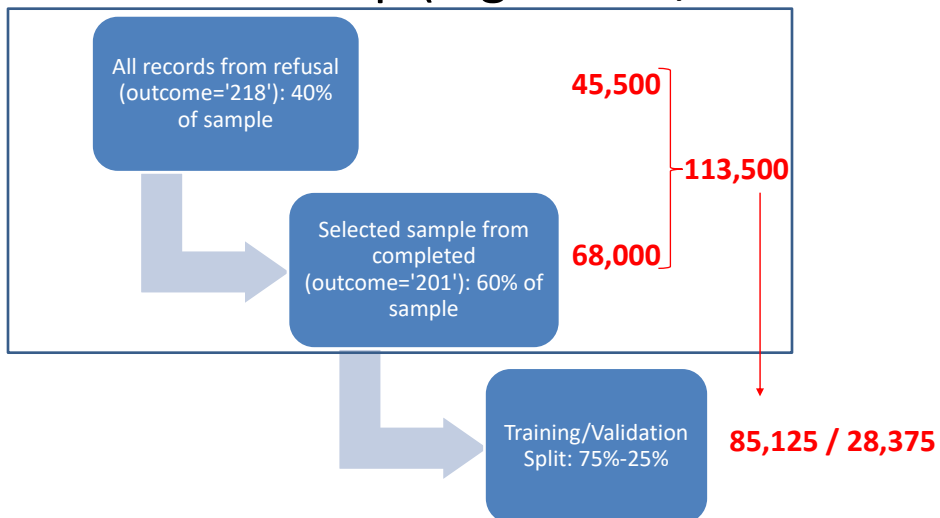 All records from refusal
(outcome='218'): 40%
of sample
45,500
113,500
Selected sample from
completed
(outcome='201'): 60% of
sample
68,000
Training/Validation
Split: 75%-25%
85,125 / 28,375